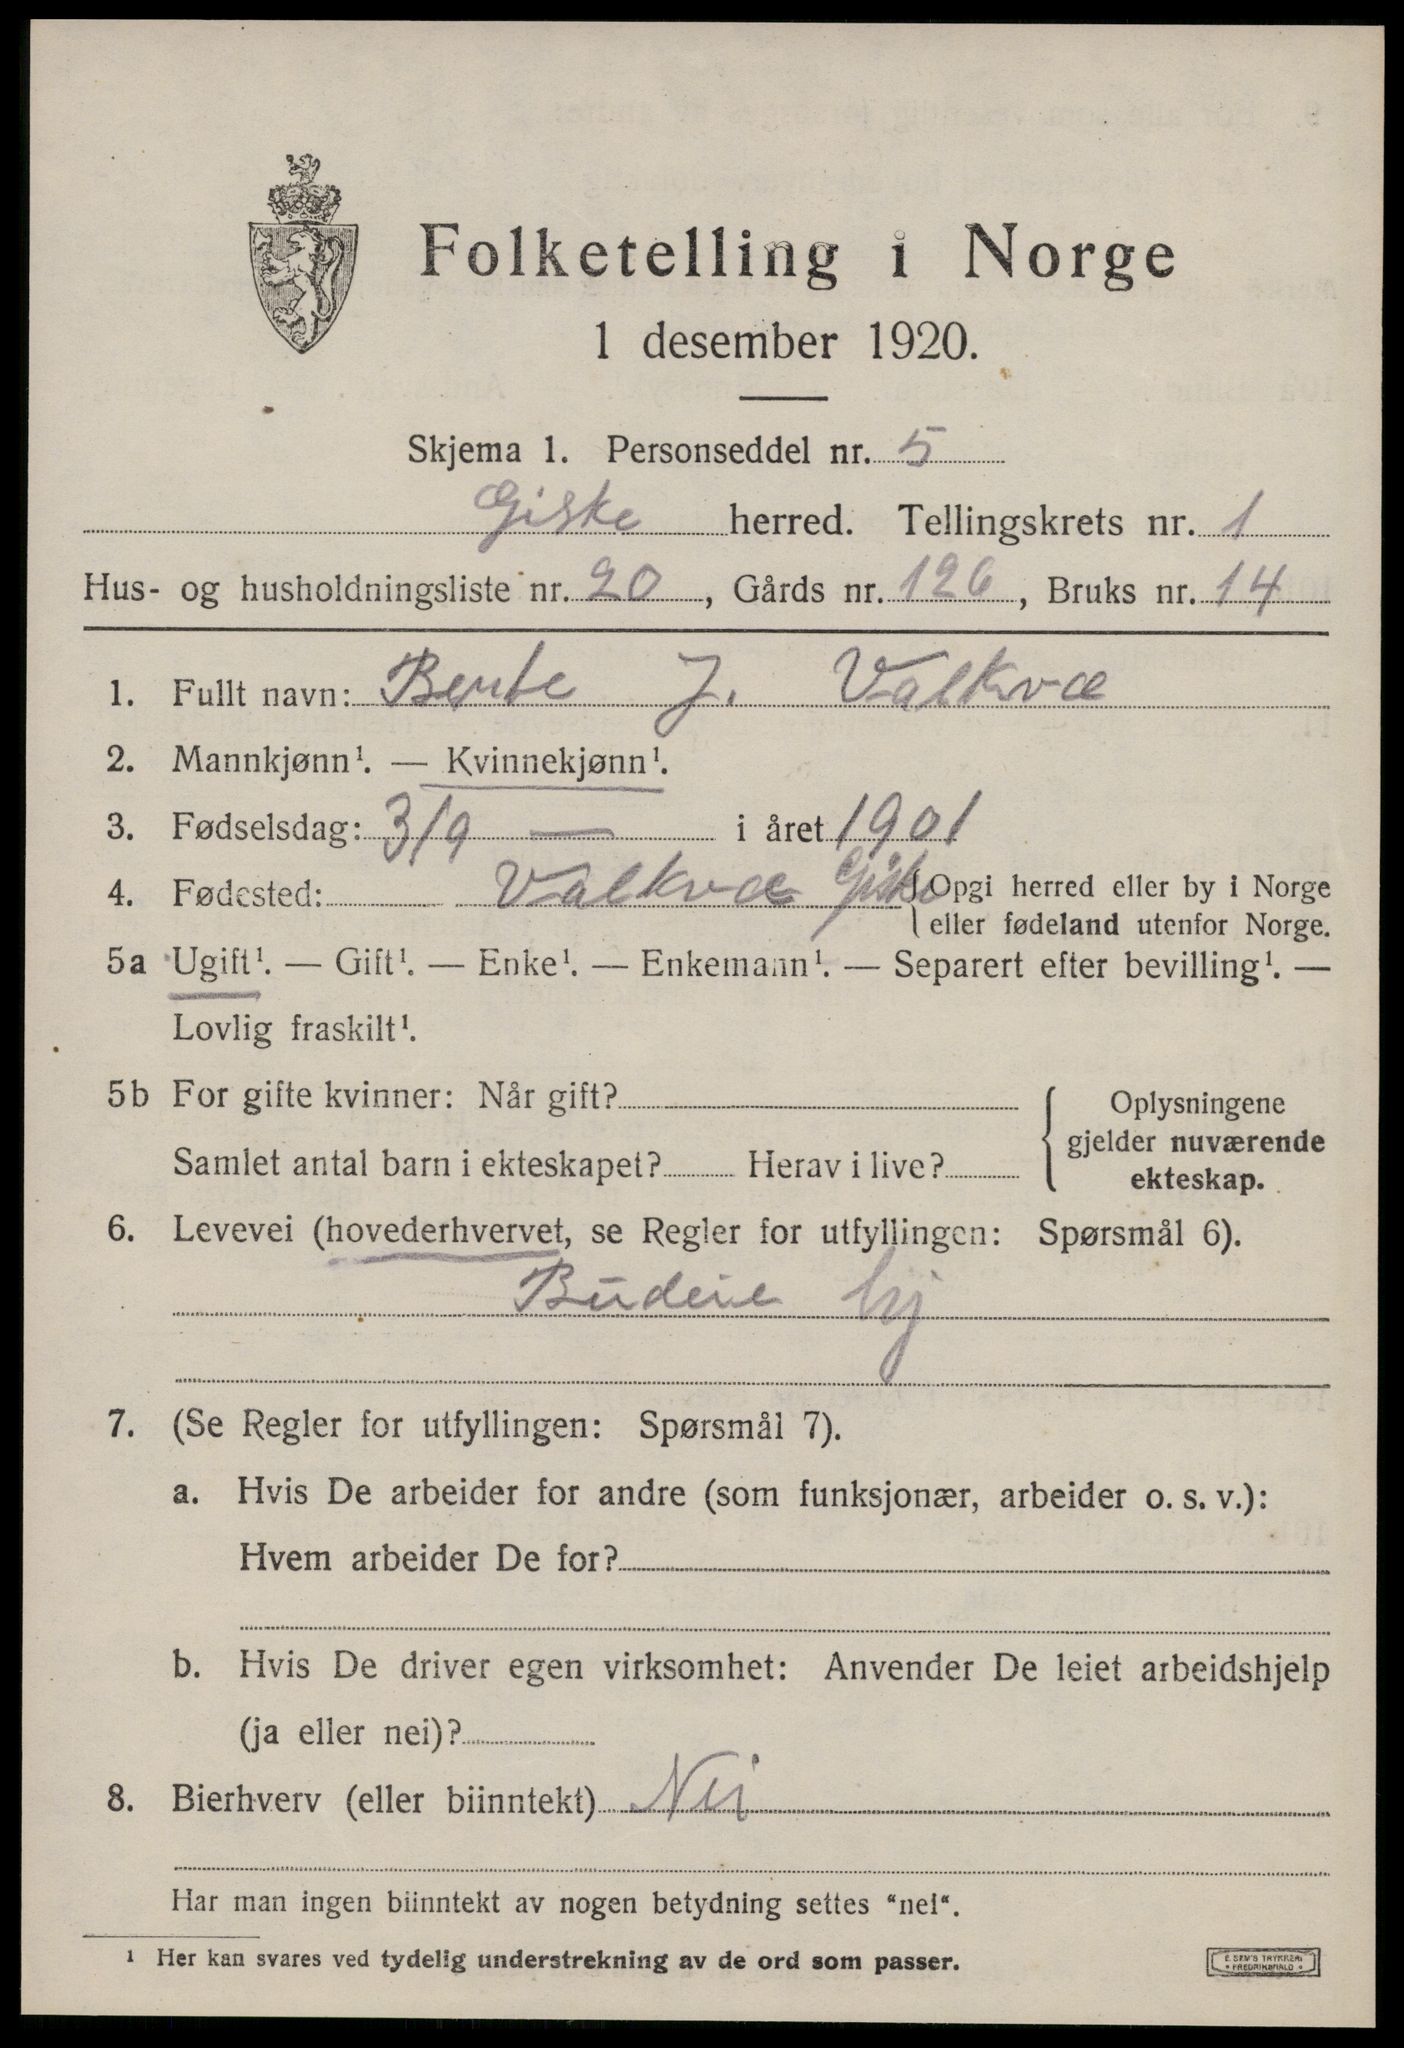 Folketelling i Norge
1 desember 1920.
Skjema 1. Personseddel nr. 5
Giske herred. Tellingskrets nr. 1
Hus- og husholdningsliste nr. 20, Gårds nr. 126, Bruks nr. 14
1. Fullt navn: Berte J. Valkvæ
2. Mannkjønn¹. — Kvinnekjønn¹.
3. Fødselsdag: 3/9 — i året 1901
4. Fødested: Valkvæ Giske { Opgi herred eller by i Norge
eller fødeland utenfor Norge.
5a Ugift¹. — Gift¹. — Enke¹. — Enkemann¹. — Separert efter bevilling¹. —
Lovlig fraskilt¹.
5b For gifte kvinner: Når gift?
Samlet antal barn i ekteskapet? Herav i live?
Oplysningene
gjelder nuværende
ekteskap.
6. Levevei (hovederhvervet, se Regler for utfyllingen: Spørsmål 6).
Budeie hj
7. (Se Regler for utfyllingen: Spørsmål 7).
a. Hvis De arbeider for andre (som funksjonær, arbeider o. s. v.):
Hvem arbeider De for?
b. Hvis De driver egen virksomhet: Anvender De leiet arbeidshjelp
(ja eller nei)?
8. Bierhverv (eller biinntekt) Nei
Har man ingen biinntekt av nogen betydning settes "nei".
¹ Her kan svares ved tydelig understrekning av de ord som passer.
E. SEM'S TRYKKERI
FREDRIKSHALD